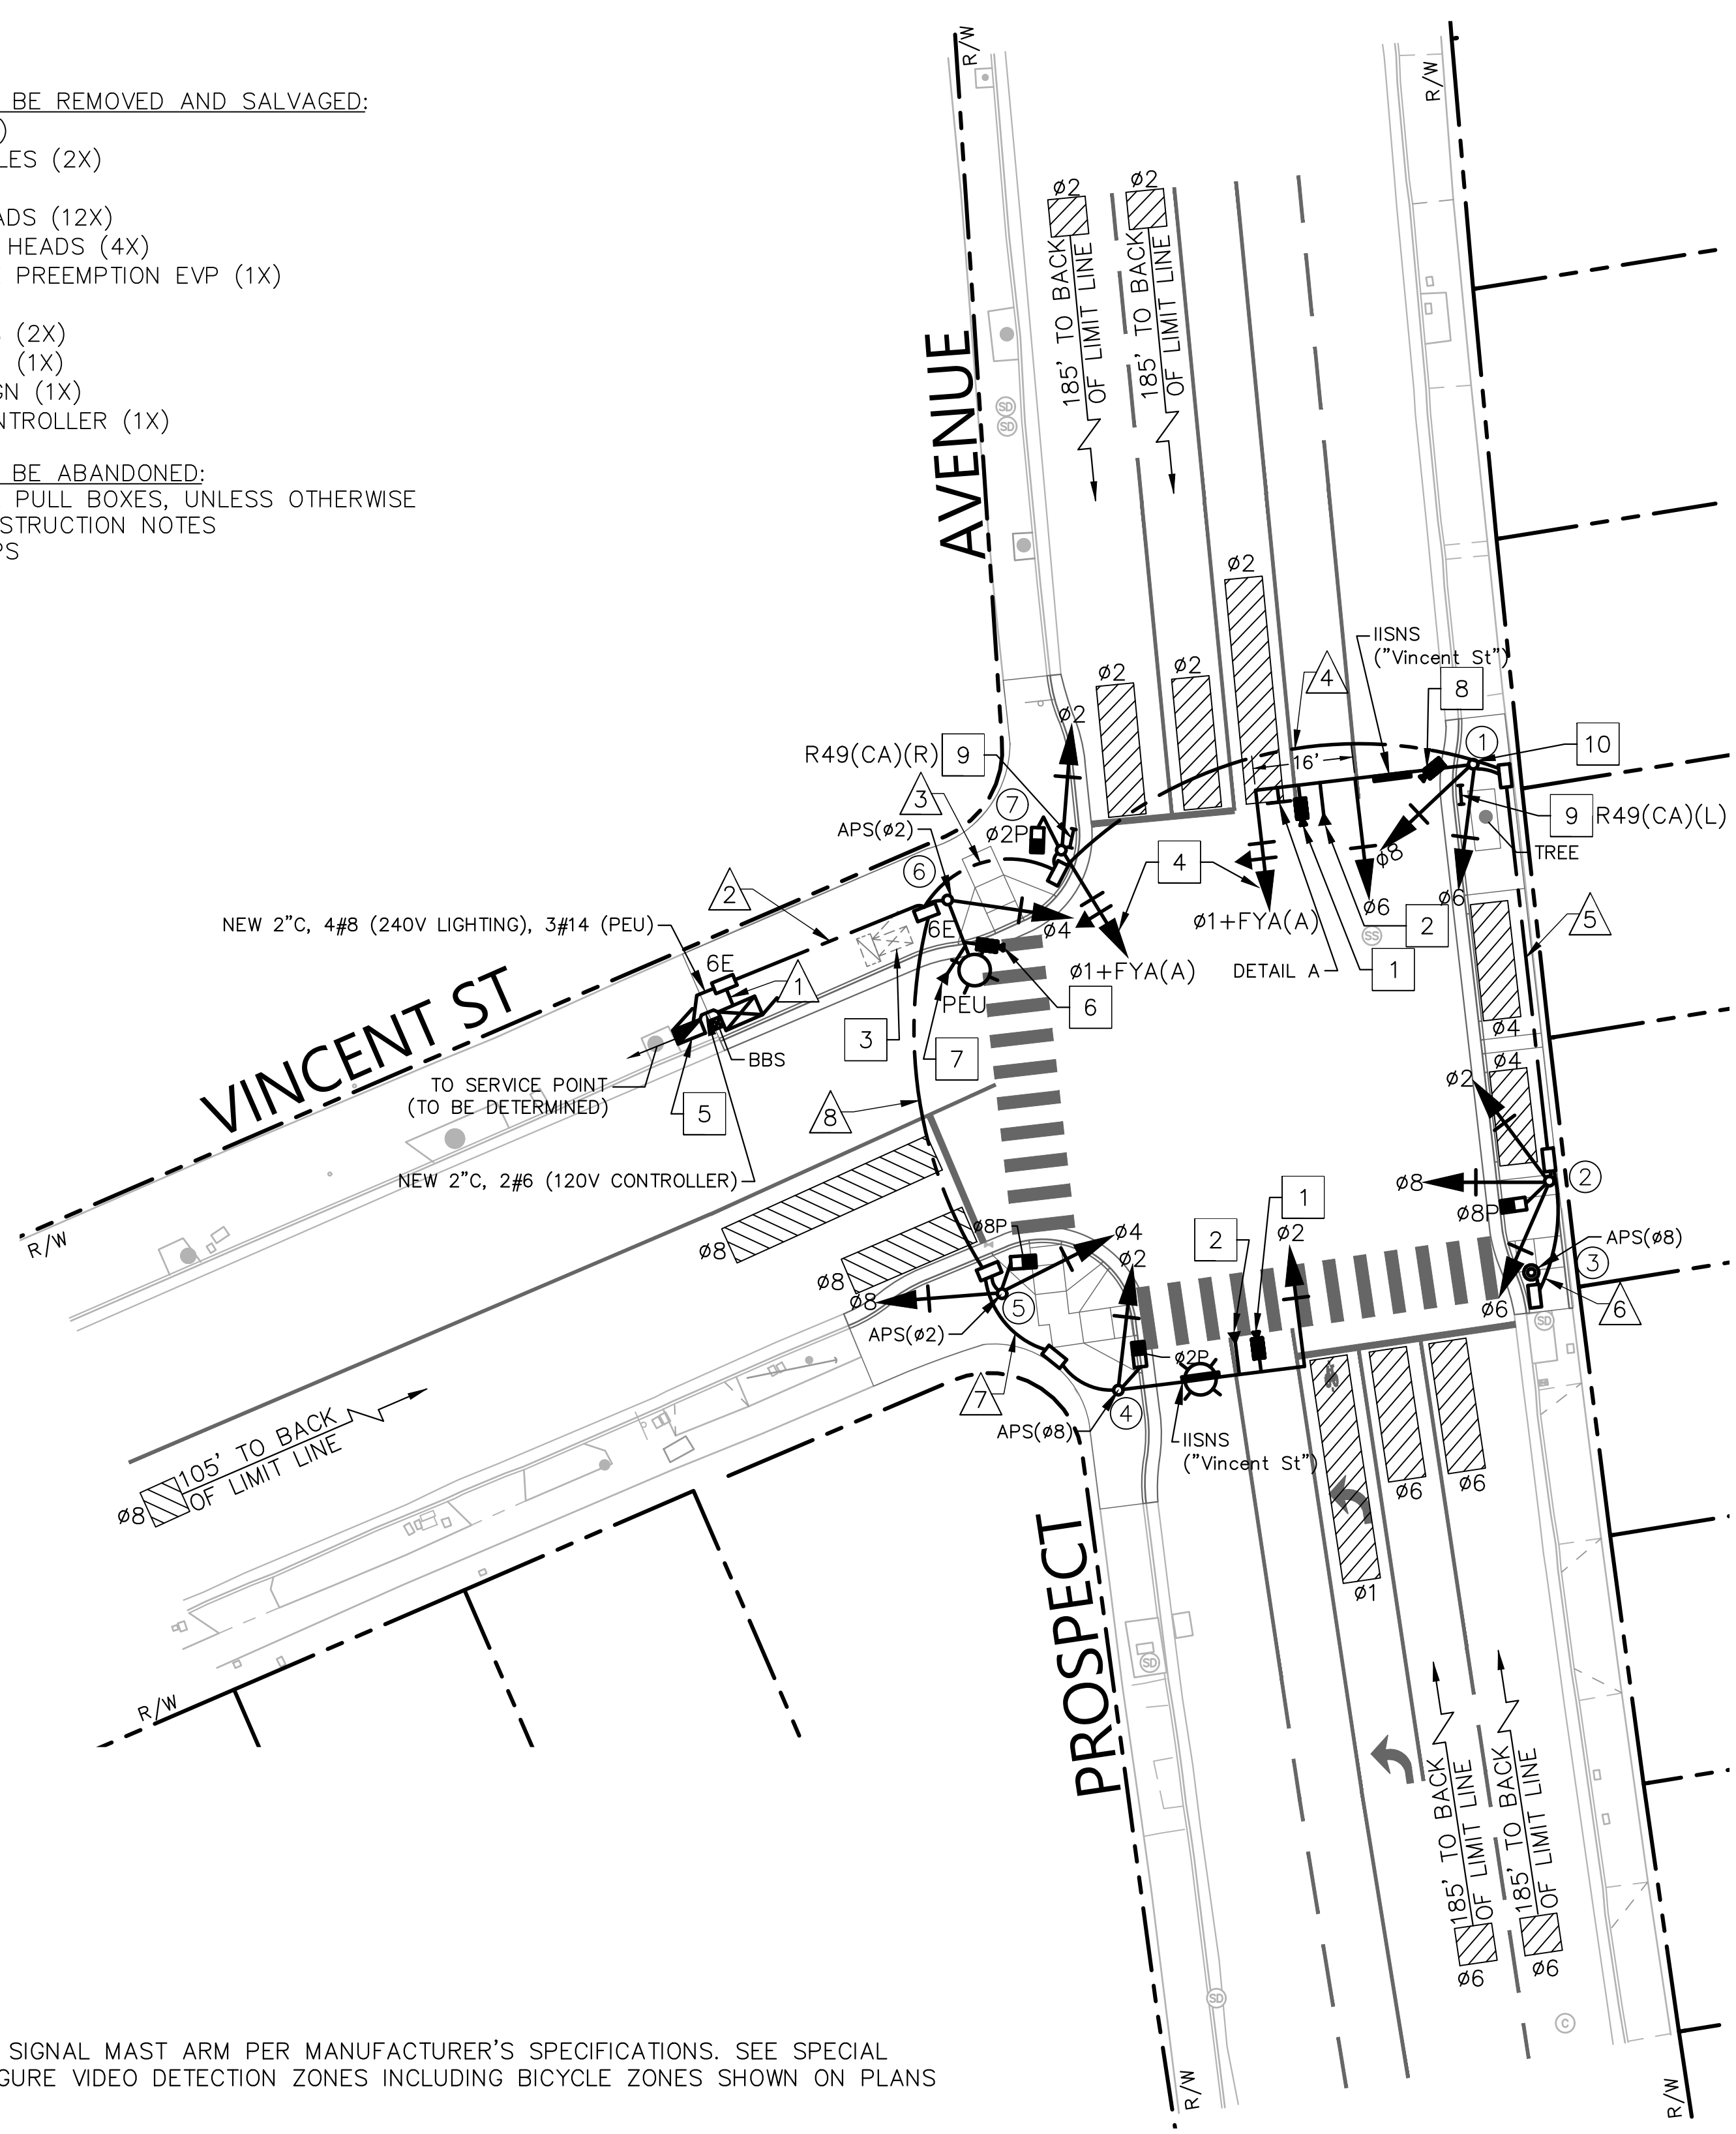 BE REMOVED AND SALVAGED:
)
LES (2X)
ADS (12X)
HEADS (4X)
PREEMPTION EVP (1X)
(2X)
(1X)
GN (1X)
NTROLLER (1X)
BE ABANDONED:
PULL BOXES, UNLESS OTHERWISE
STRUCTION NOTES
PS
R/W
R/W
ø2
ø2
185' TO BACK
OF LIMIT LINE
185' TO BACK
OF LIMIT LINE
AVENUE
ø2
ø2
ø2
ø2
IISNS
("Vincent St")
4
8
1
10
16'
R49(CA)(R)
9
3
7
ø2P
APS(ø2)
6
2
9
R49(CA)(L)
TREE
4
ø8
ø6
ø6
ø1+FYA(A)
2
SS
5
DETAIL A
1
NEW 2"C, 4#8 (240V LIGHTING), 3#14 (PEU)
6E
ø4
ø1+FYA(A)
6E
1
PEU
6
3
7
BBS
VINCENT ST
TO SERVICE POINT
(TO BE DETERMINED)
5
8
NEW 2"C, 2#6 (120V CONTROLLER)
ø4
ø4
ø2
ø8
2
ø8P
APS(ø8)
3
ø6
6
SD
1
2
ø2
R/W
ø8
ø8
ø8P
ø4
ø2
ø8
5
APS(ø2)
ø2P
7
4
APS(ø8)
IISNS
("Vincent St")
105' TO BACK
OF LIMIT LINE
ø8
ø6
ø6
ø1
SD
SD
PROSPECT
SD
R/W
185' TO BACK
OF LIMIT LINE
185' TO BACK
OF LIMIT LINE
ø6
ø6
SD
C
R/W
R/W
SIGNAL MAST ARM PER MANUFACTURER'S SPECIFICATIONS. SEE SPECIAL
GURE VIDEO DETECTION ZONES INCLUDING BICYCLE ZONES SHOWN ON PLANS